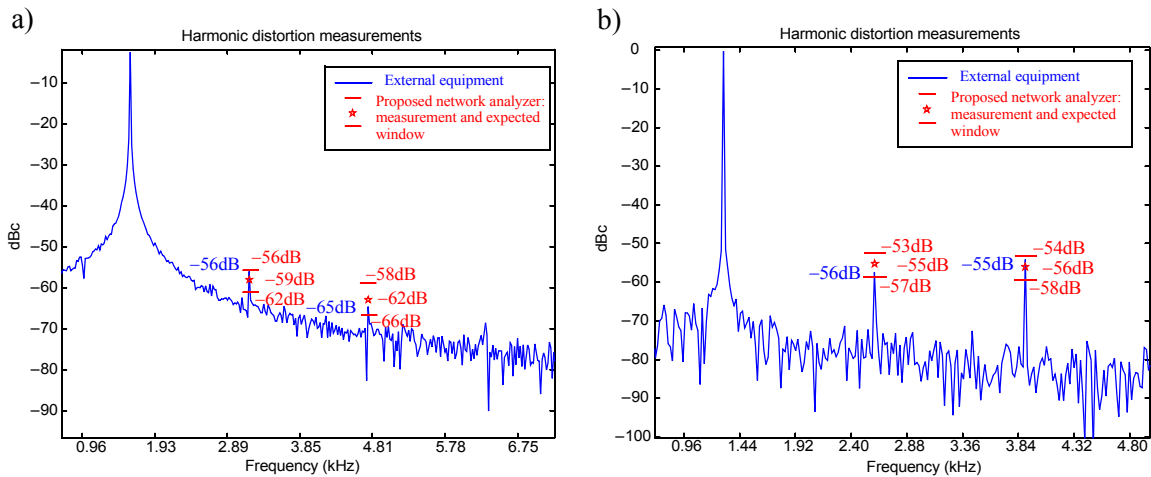 a)
Harmonic distortion measurements
External equipment
Proposed network analyzer:
measurement and expected
window
−10
−20
−30
−40
−50
−60
−70
−80
−90
dBc
−56dB
−56dB
−59dB
−62dB
−65dB
−58dB
−62dB
−66dB
0.96
1.93
2.89
3.85
4.81
5.78
6.75
Frequency (kHz)
b)
Harmonic distortion measurements
External equipment
Proposed network analyzer:
measurement and expected
window
0
−10
−20
−30
−40
−50
−60
−70
−80
−90
−100
dBc
−53dB
−55dB
−56dB
−57dB
−54dB
−55dB
−56dB
−58dB
0.96
1.44
1.92
2.40
2.88
3.36
3.84
4.32
4.80
Frequency (kHz)